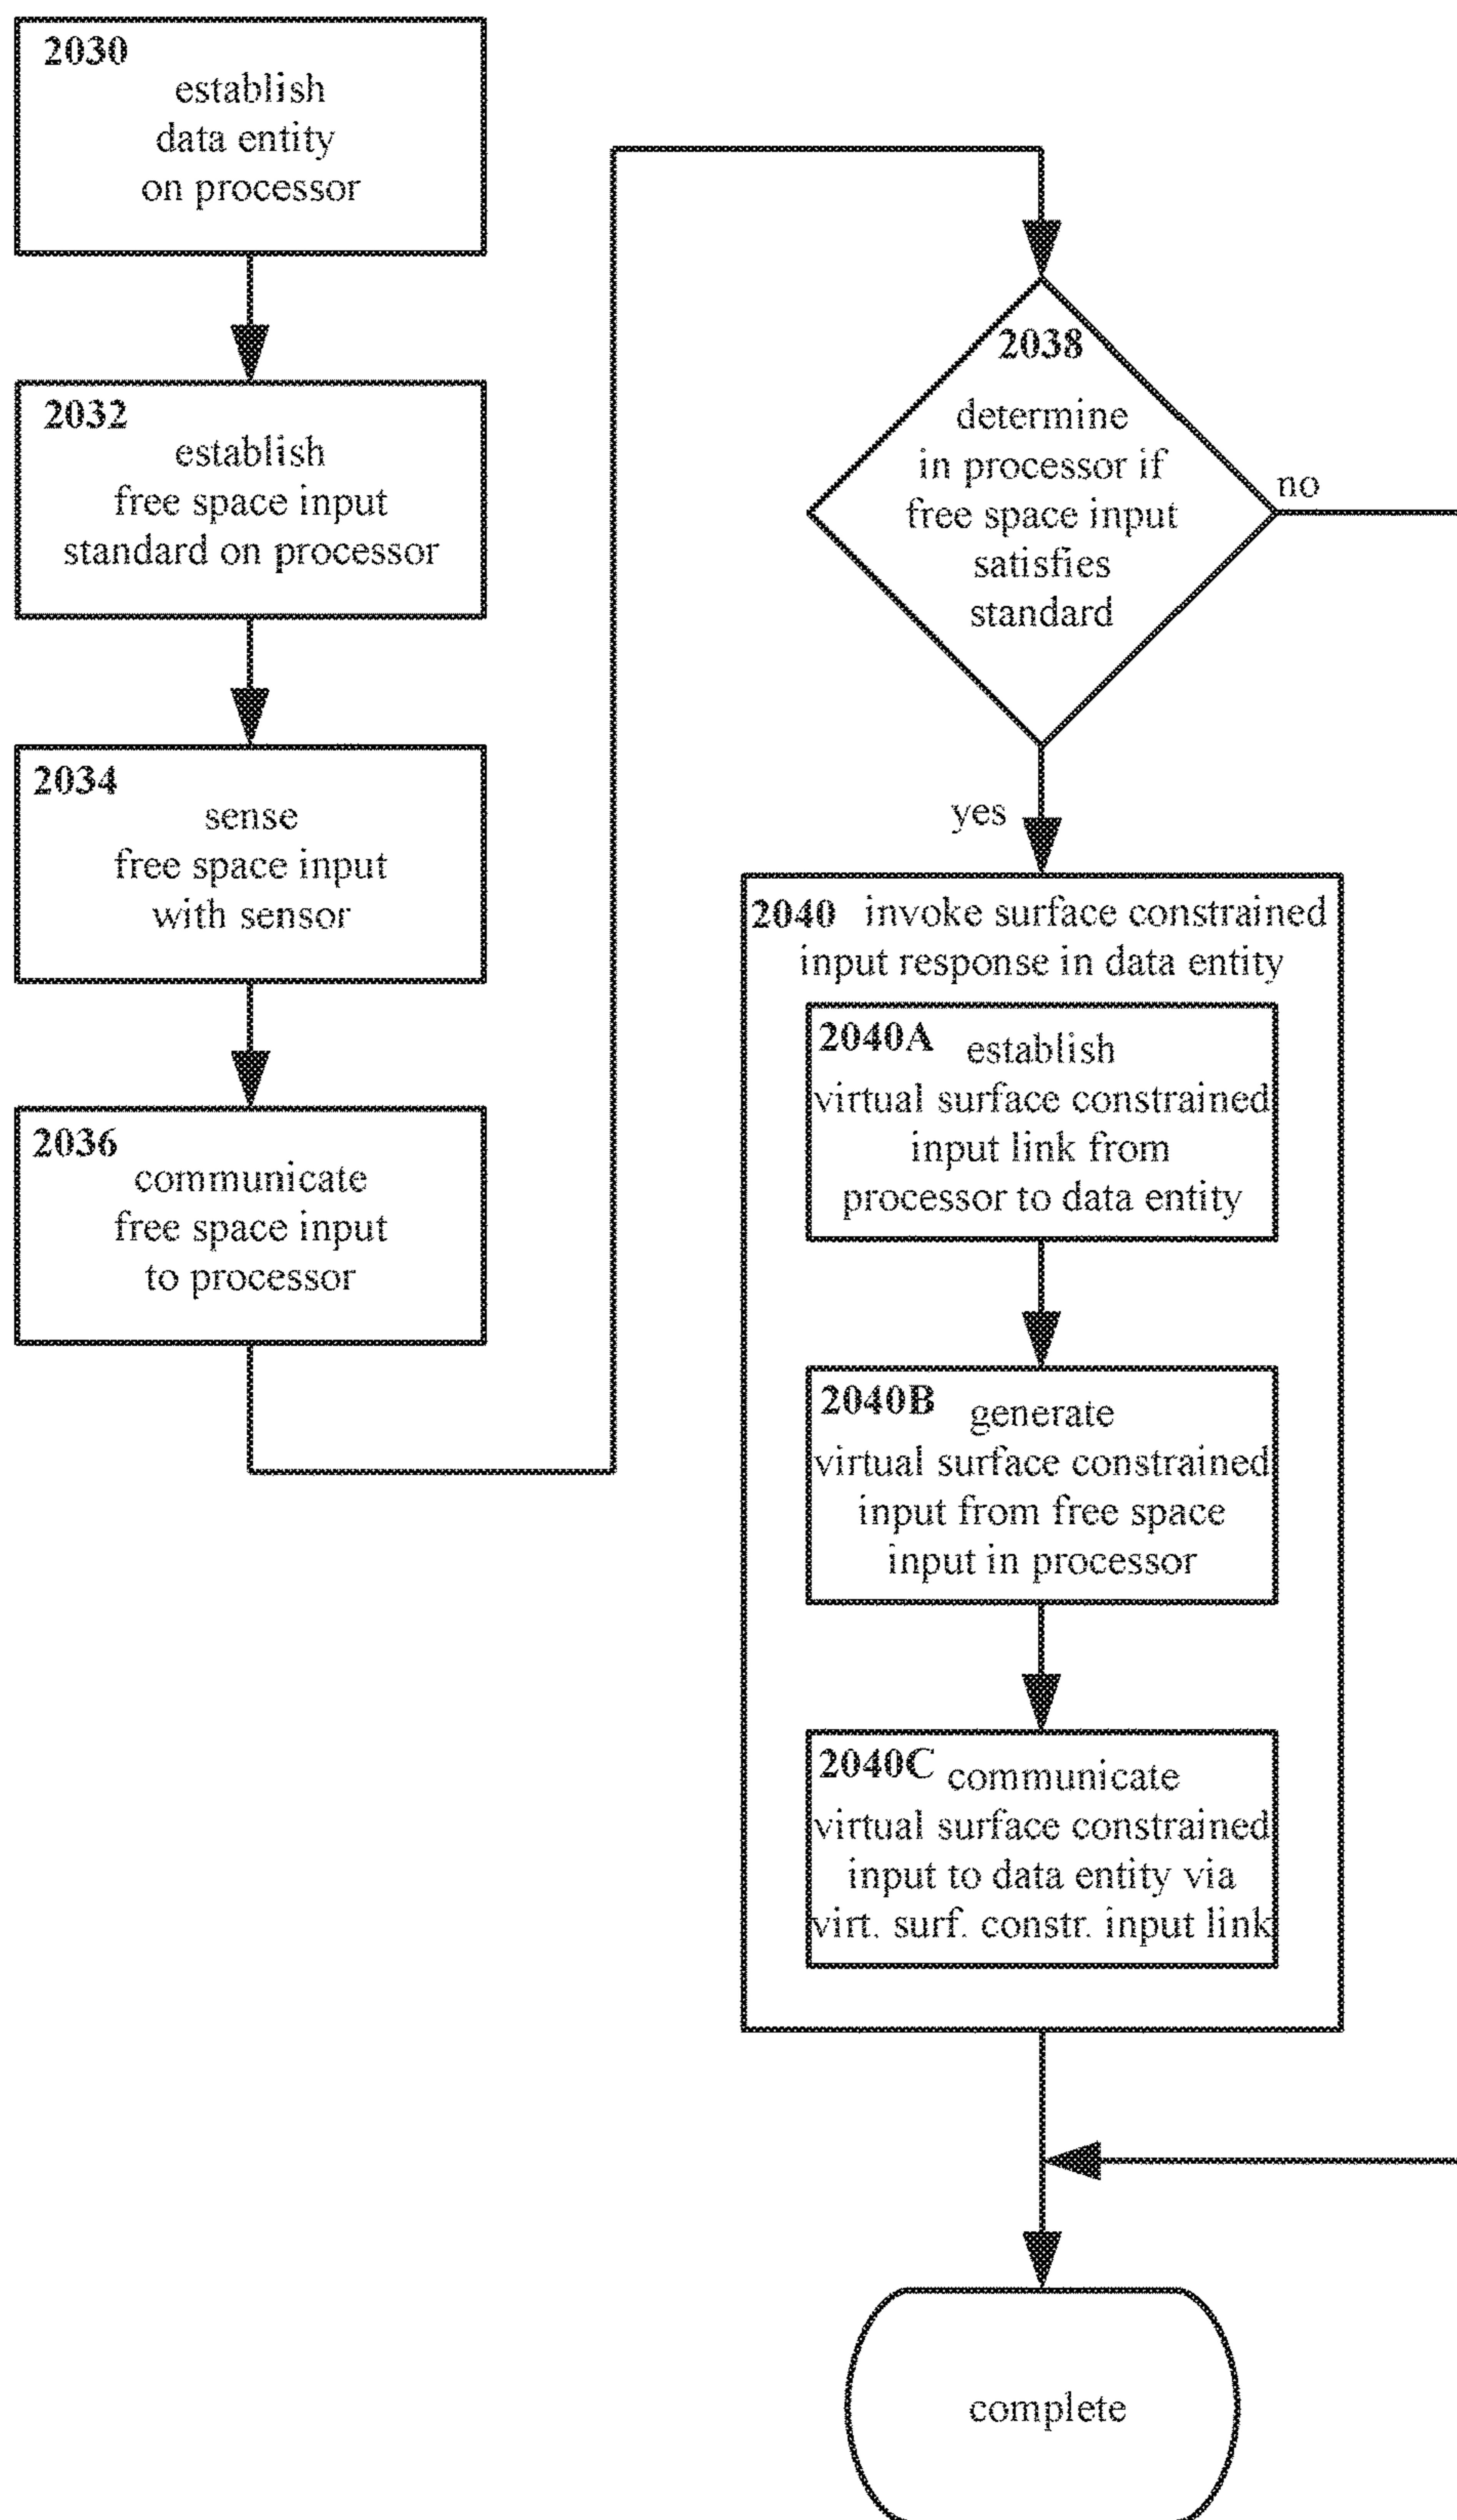 2030
establish
data entity
on processor
2032
establish
free space input
standard on processor
2034
sense
free space input
with sensor
2036
communicate
free space input
to processor
2038
determine
in processor if
free space input
satisfies
standard
no
yes
2040 invoke surface constrained
input response in data entity
2040A establish
virtual surface constrained
input link from
processor to data entity
2040B generate
virtual surface constrained
input from free space
input in processor
2040C communicate
virtual surface constrained
input to data entity via
virt. surf. constr. input link
complete